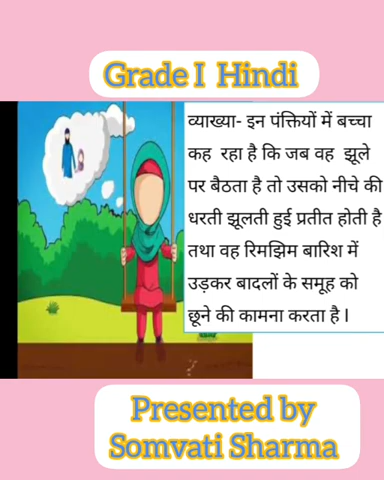 Grade I Hindi
व्याख्या- इन पंक्तियों में बच्चा
कह रहा है कि जब वह झूले
पर बैठता है तो उसको नीचे की
धरती झूलती हुई प्रतीत होती है
तथा वह रिमझिम बारिश में
उड़कर बादलों के समूह को
छूने की कामना करता है l
Presented by
Somvati Sharma